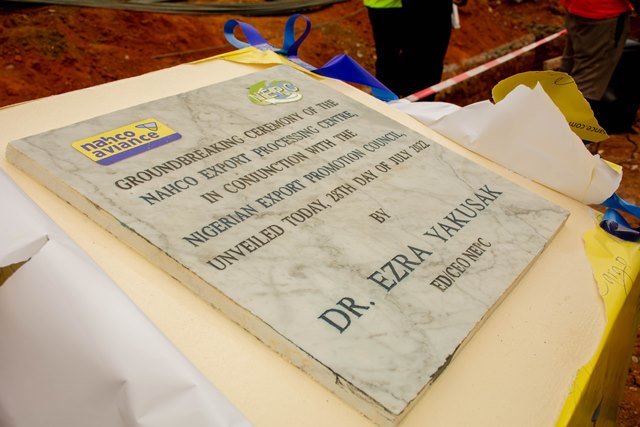 nahco
aviance
NEPC
GROUNDBREAKING CEREMONY OF THE
NAHCO EXPORT PROCESSING CENTRE,
IN CONJUNCTION WITH THE
NIGERIAN EXPORT PROMOTION COUNCIL,
UNVEILED TODAY, 28TH DAY OF JULY 2022
BY
DR. EZRA YAKUSAK
ED/CEO NEPC